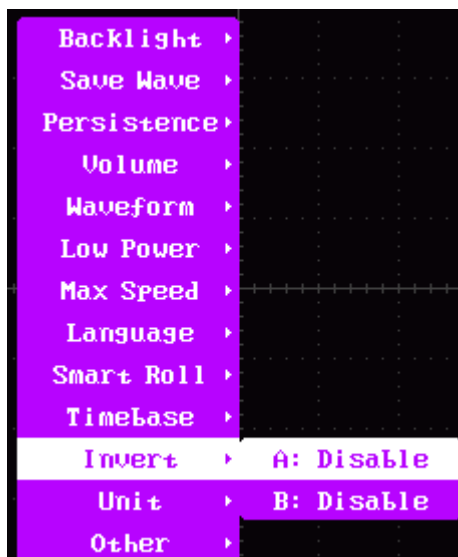 Backlight
Save Wave
Persistence
Volume
Waveform
Low Power
Max Speed
Language
Smart Roll
Timebase
Invert A: Disable
Unit B: Disable
Other